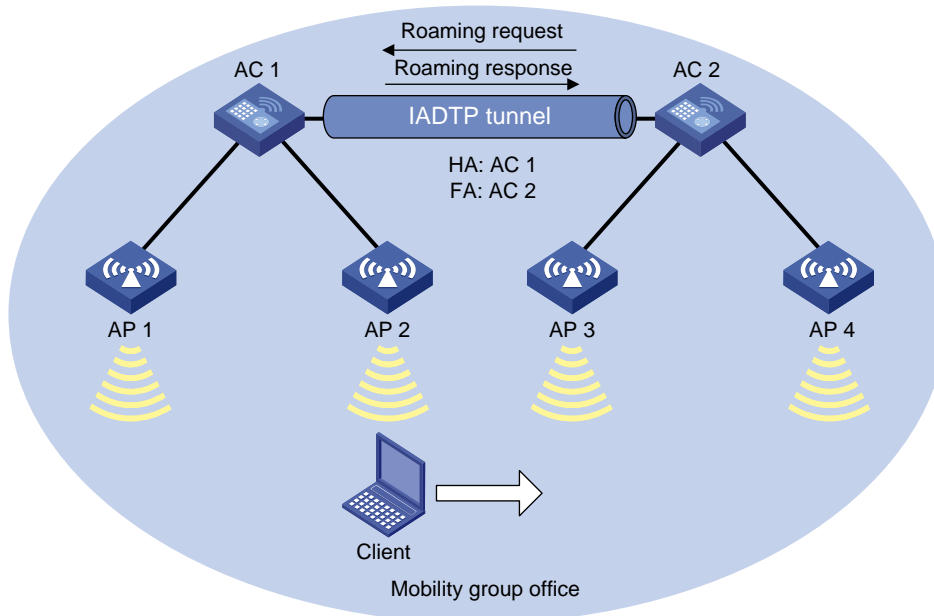 Roaming request
AC 1
Roaming response
AC 2
IADTP tunnel
HA: AC 1
FA: AC 2
AP 1
AP 2
AP 3
AP 4
Client
Mobility group office